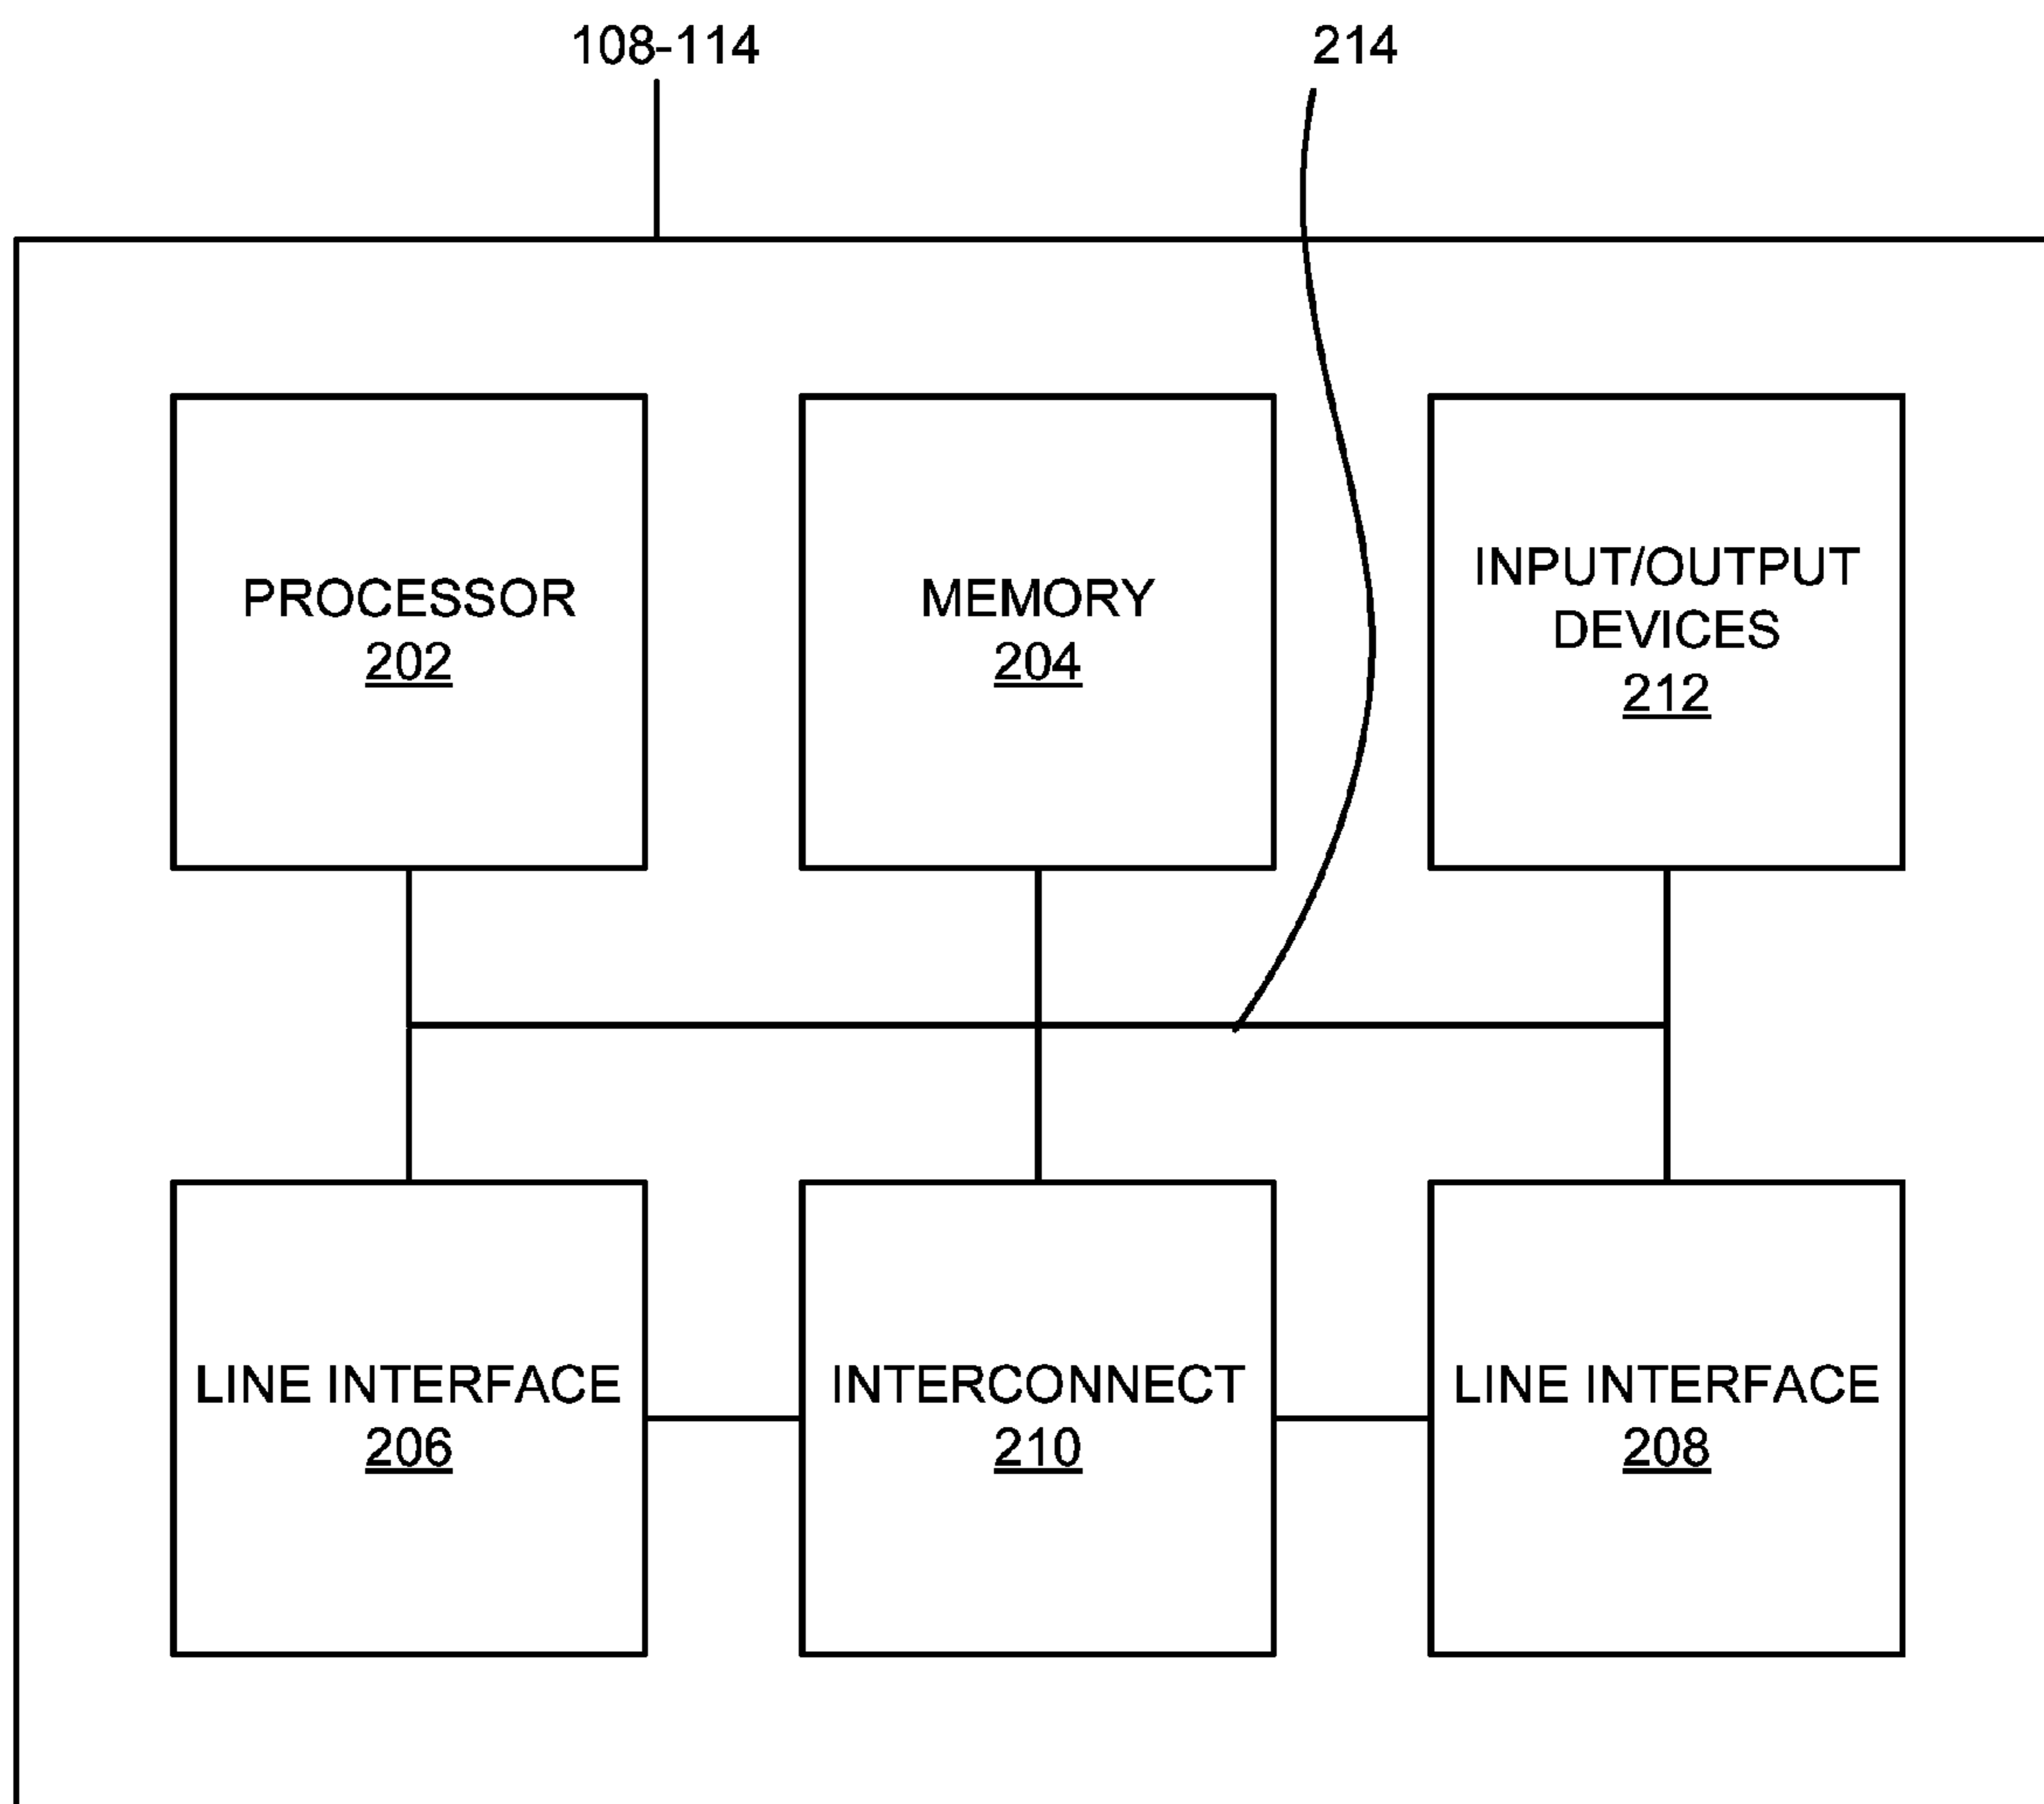 108-114
214
PROCESSOR
202
MEMORY
204
INPUT/OUTPUT
DEVICES
212
LINE INTERFACE
206
INTERCONNECT
210
LINE INTERFACE
208